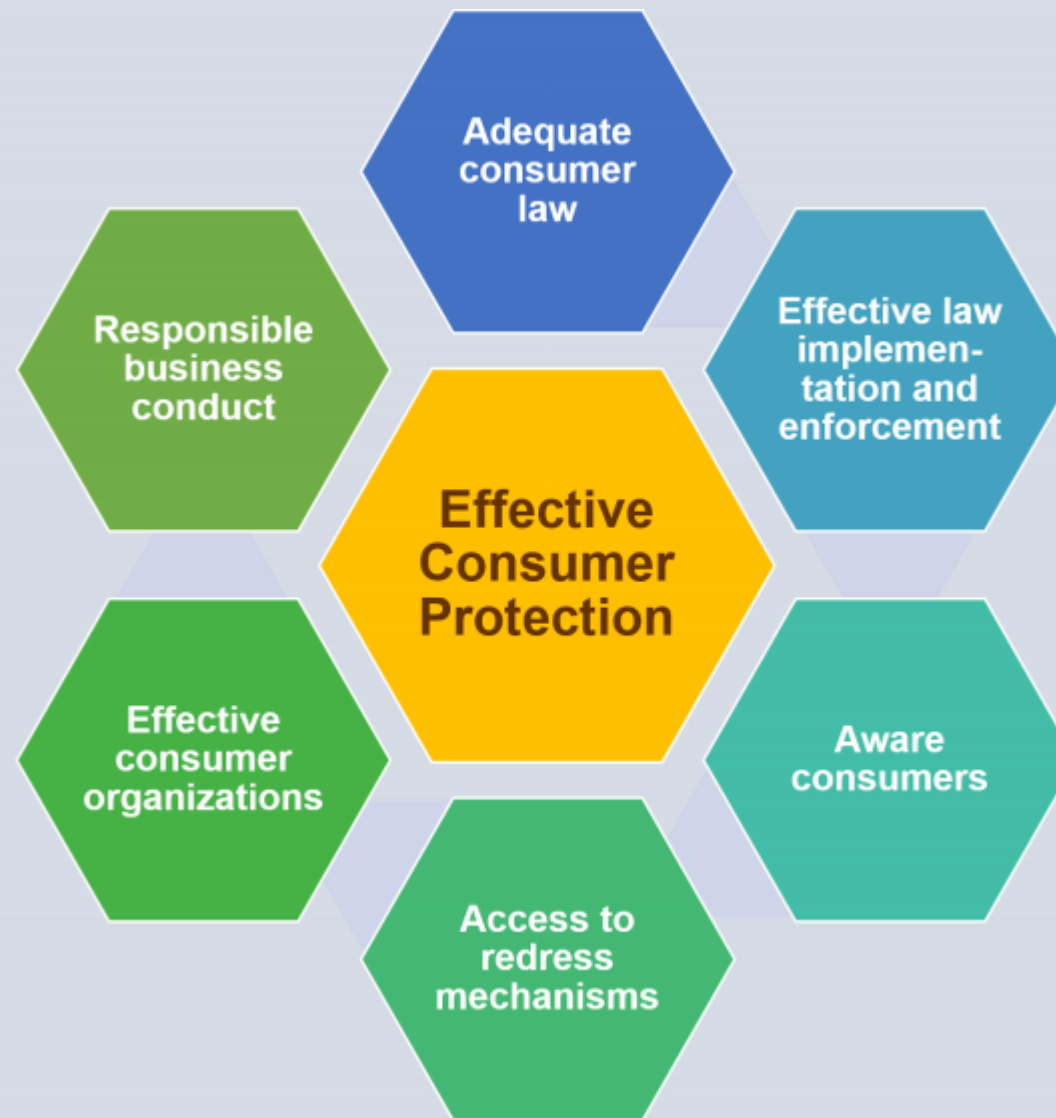 Adequate
consumer
law
Effective law
implemen-
tation and
enforcement
Aware
consumers
Access to
redress
mechanisms
Effective
consumer
organizations
Responsible
business
conduct
Effective
Consumer
Protection